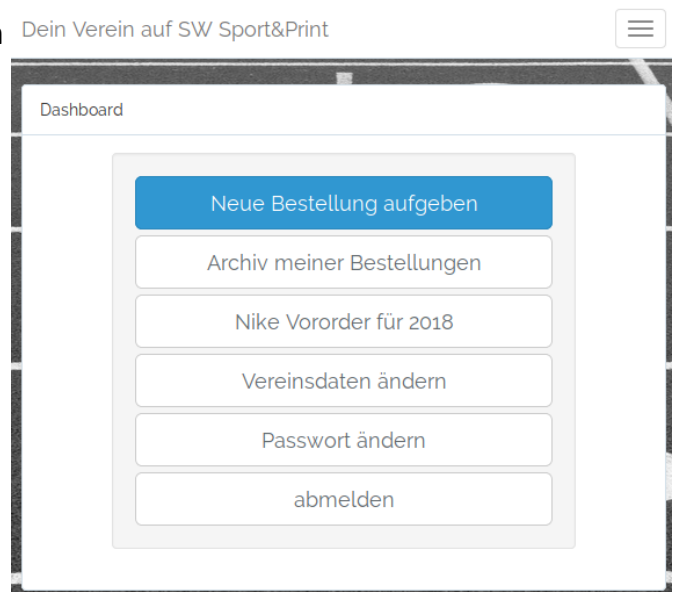 Dein Verein auf SW Sport&Print
Dashboard
Neue Bestellung aufgeben
Archiv meiner Bestellungen
Nike Vororder für 2018
Vereinsdaten ändern
Passwort ändern
abmelden